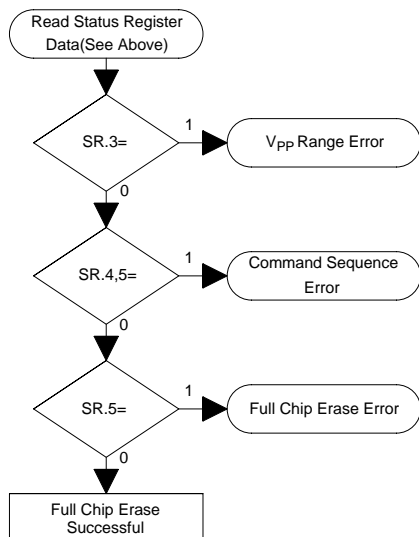 Read Status Register
Data(See Above)
SR.3=
1
VPP Range Error
0
SR.4,5=
1
Command Sequence
Error
0
SR.5=
1
Full Chip Erase Error
0
Full Chip Erase
Successful